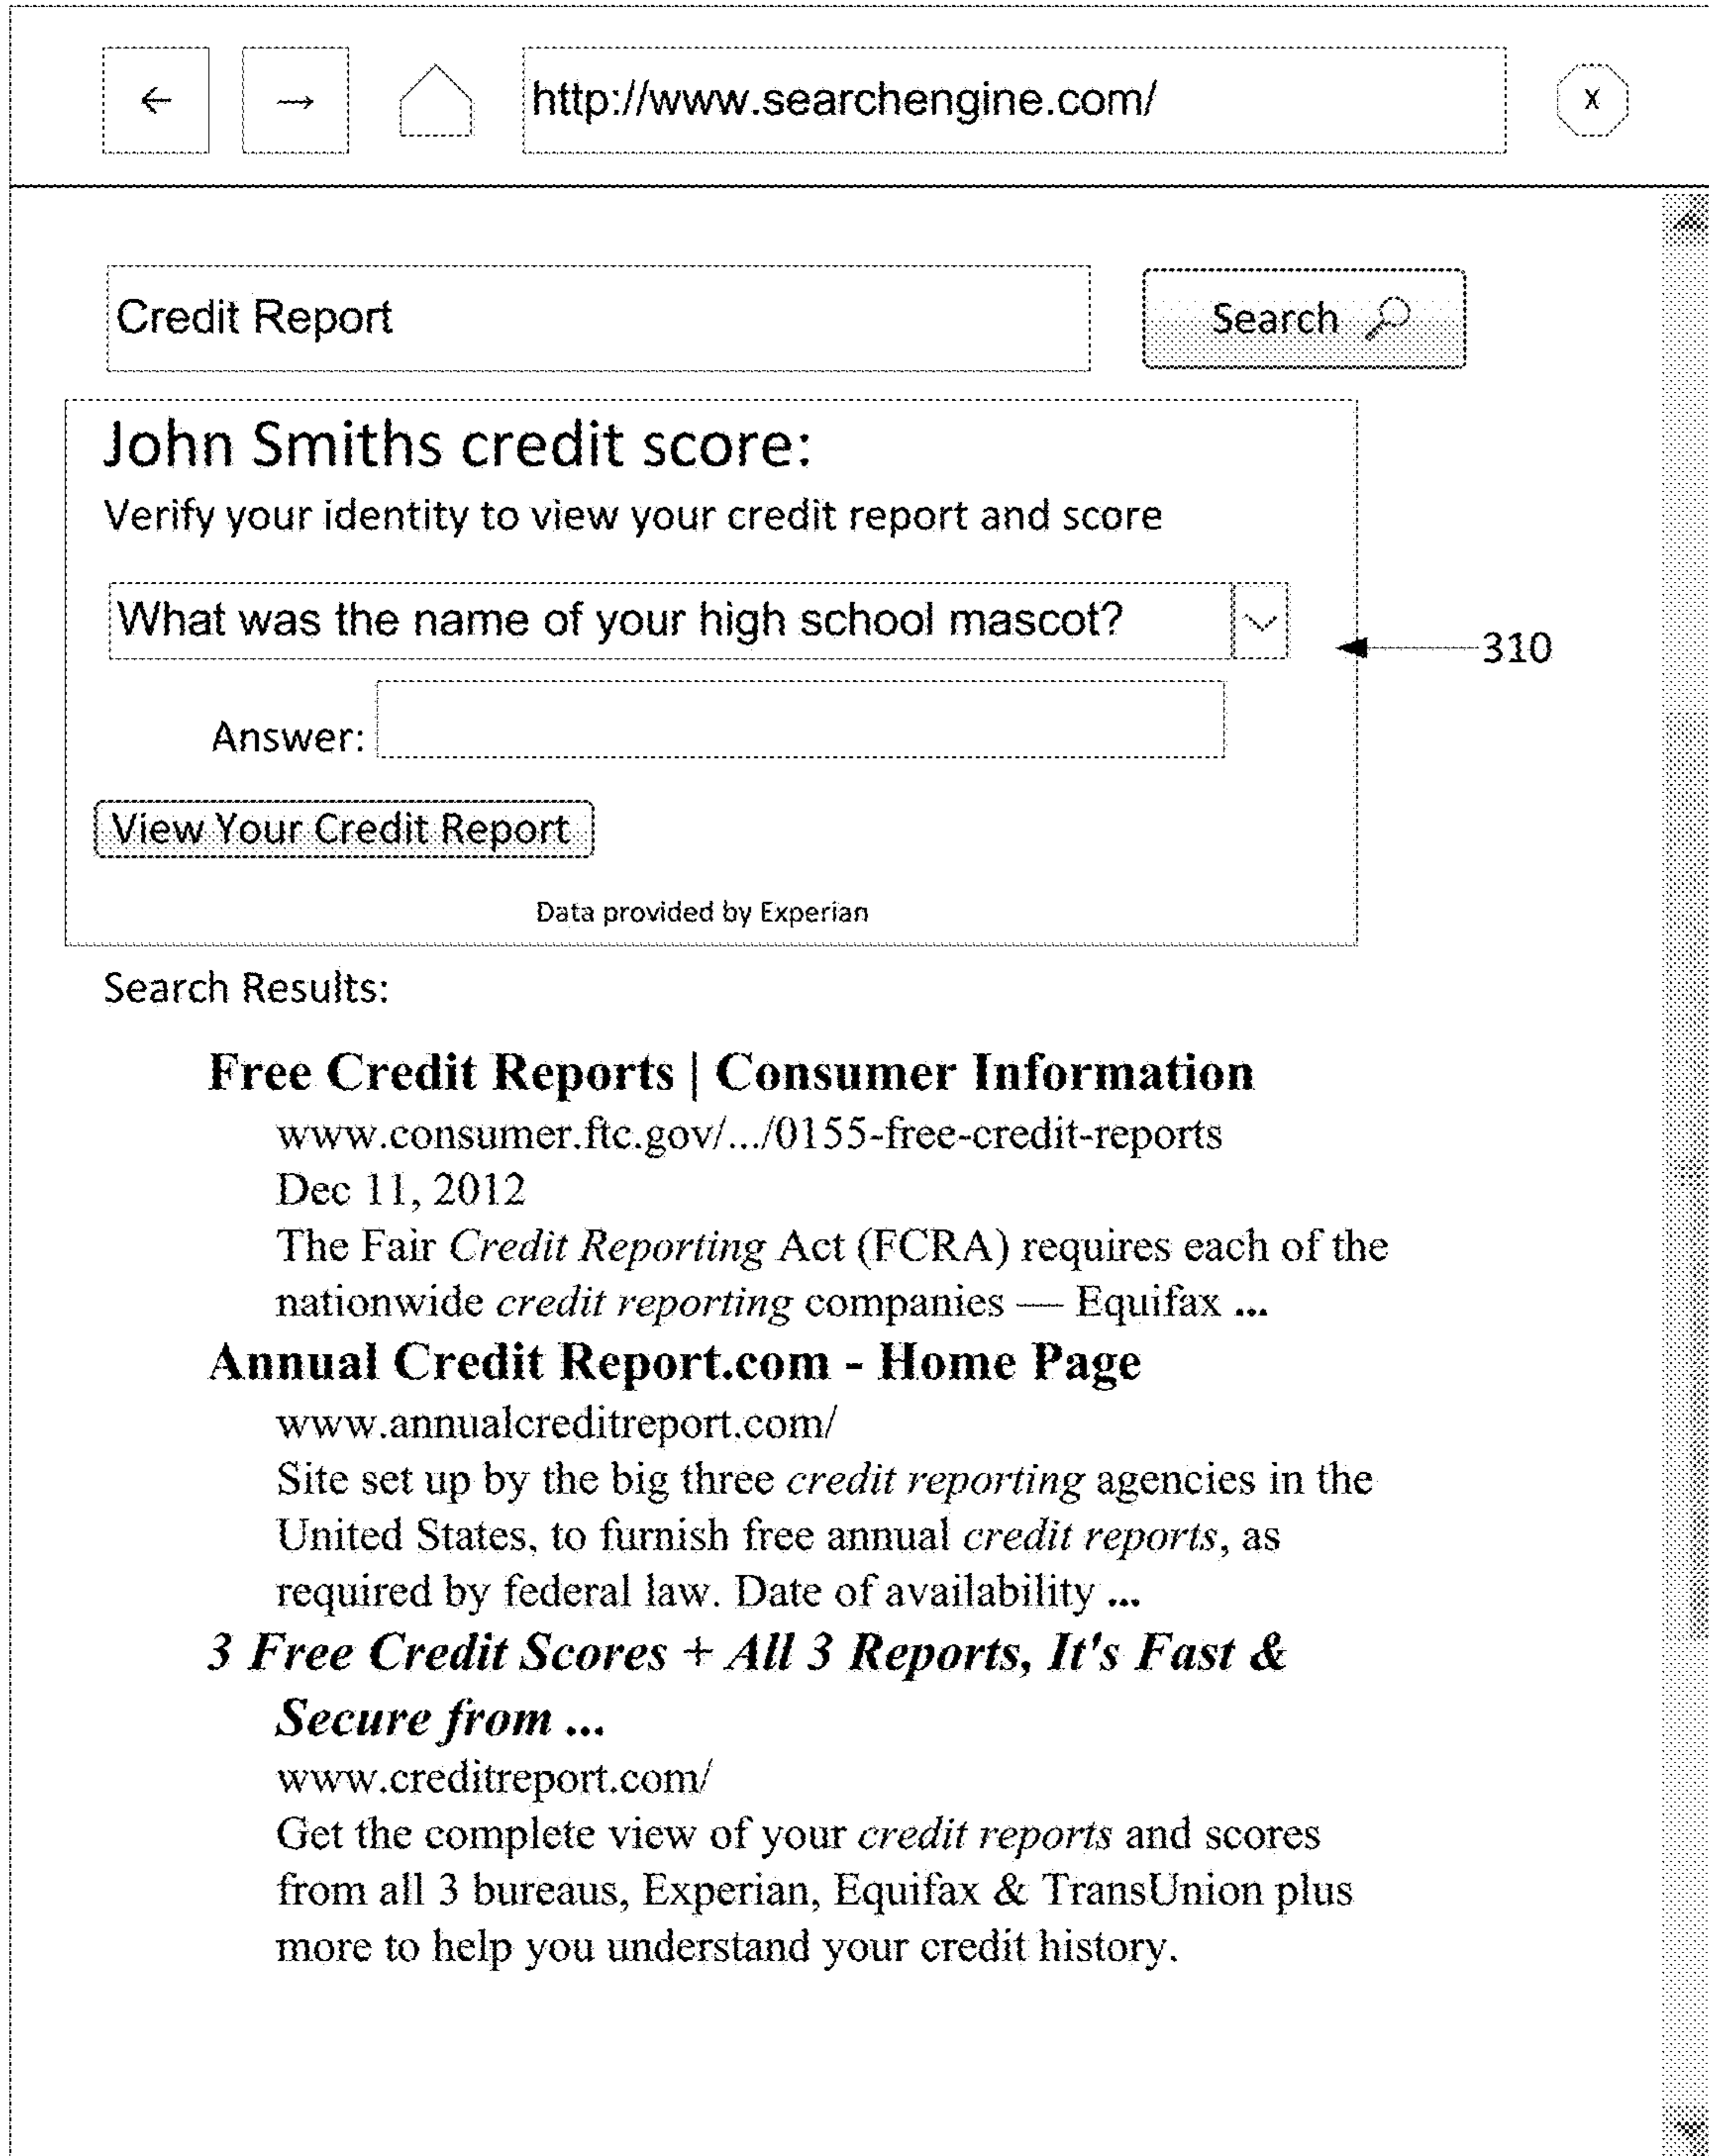 ← → http://www.searchengine.com/ X
Credit Report Search
John Smiths credit score:
Verify your identity to view your credit report and score
What was the name of your high school mascot?
310
Answer:
View Your Credit Report
Data provided by Experian
Search Results:
Free Credit Reports | Consumer Information
www.consumer.ftc.gov/.../0155-free-credit-reports
Dec 11, 2012
The Fair Credit Reporting Act (FCRA) requires each of the
nationwide credit reporting companies — Equifax ...
Annual Credit Report.com - Home Page
www.annualcreditreport.com/
Site set up by the big three credit reporting agencies in the
United States, to furnish free annual credit reports, as
required by federal law. Date of availability ...
3 Free Credit Scores + All 3 Reports, It's Fast &
Secure from ...
www.creditreport.com/
Get the complete view of your credit reports and scores
from all 3 bureaus, Experian, Equifax & TransUnion plus
more to help you understand your credit history.